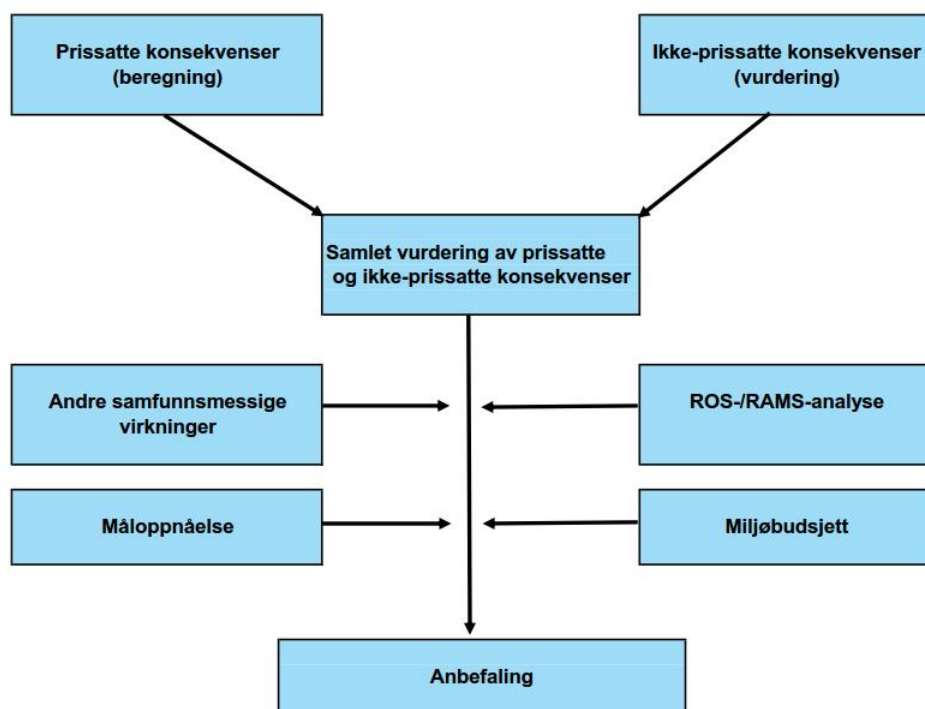 Prissatte konsekvenser
(beregning)
Ikke-prissatte konsekvenser
(vurdering)
Samlet vurdering av prissatte
og ikke-prissatte konsekvenser
Andre samfunnsmessige
virkninger
ROS-/RAMS-analyse
Måloppnåelse
Miljøbudsjett
Anbefaling